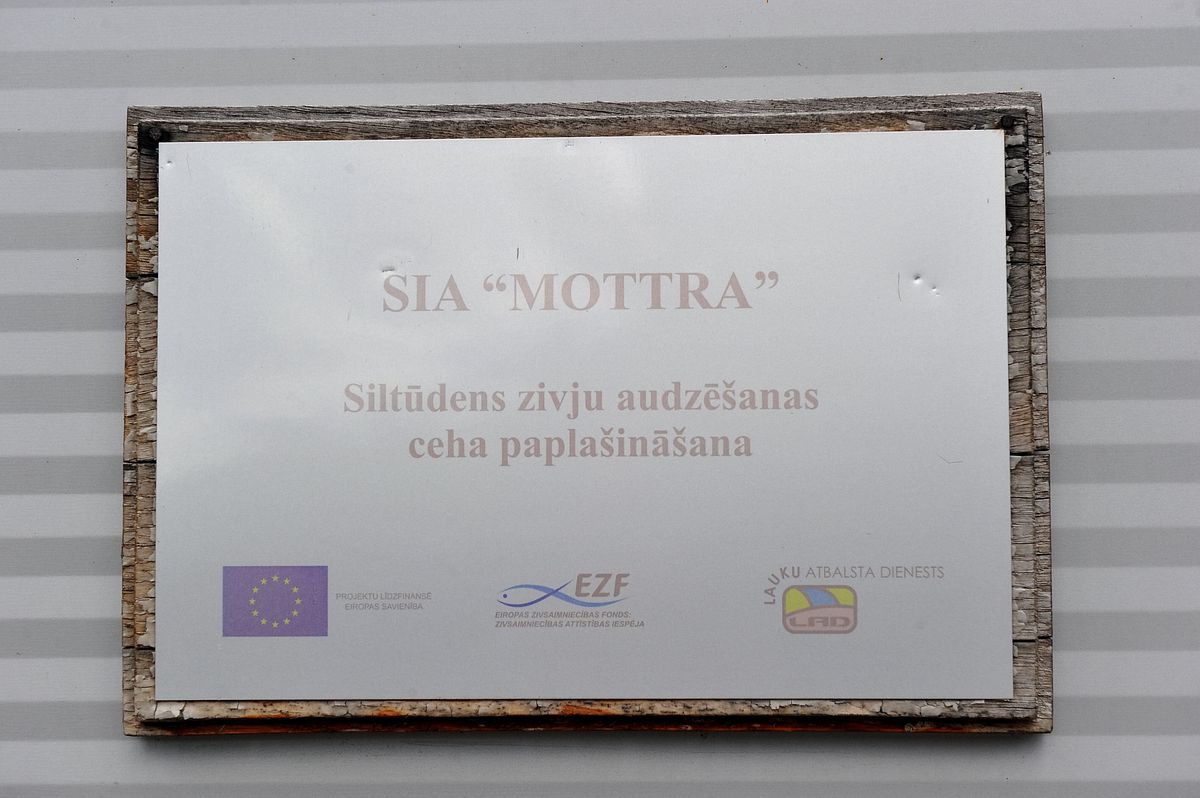 SIA “MOTTRA”
Siltūdens zivju audzēšanas
ceha paplašināšana
PROJEKTU LĪDZFINANSĒ
EIROPAS SAVIENĪBA
EZF
EIROPAS ZIVSAIMNIECĪBAS FONDS:
ZIVSAIMNIECĪBAS ATTĪSTĪBAS IESPĒJA
LAUKU ATBALSTA DIENESTS
LAD